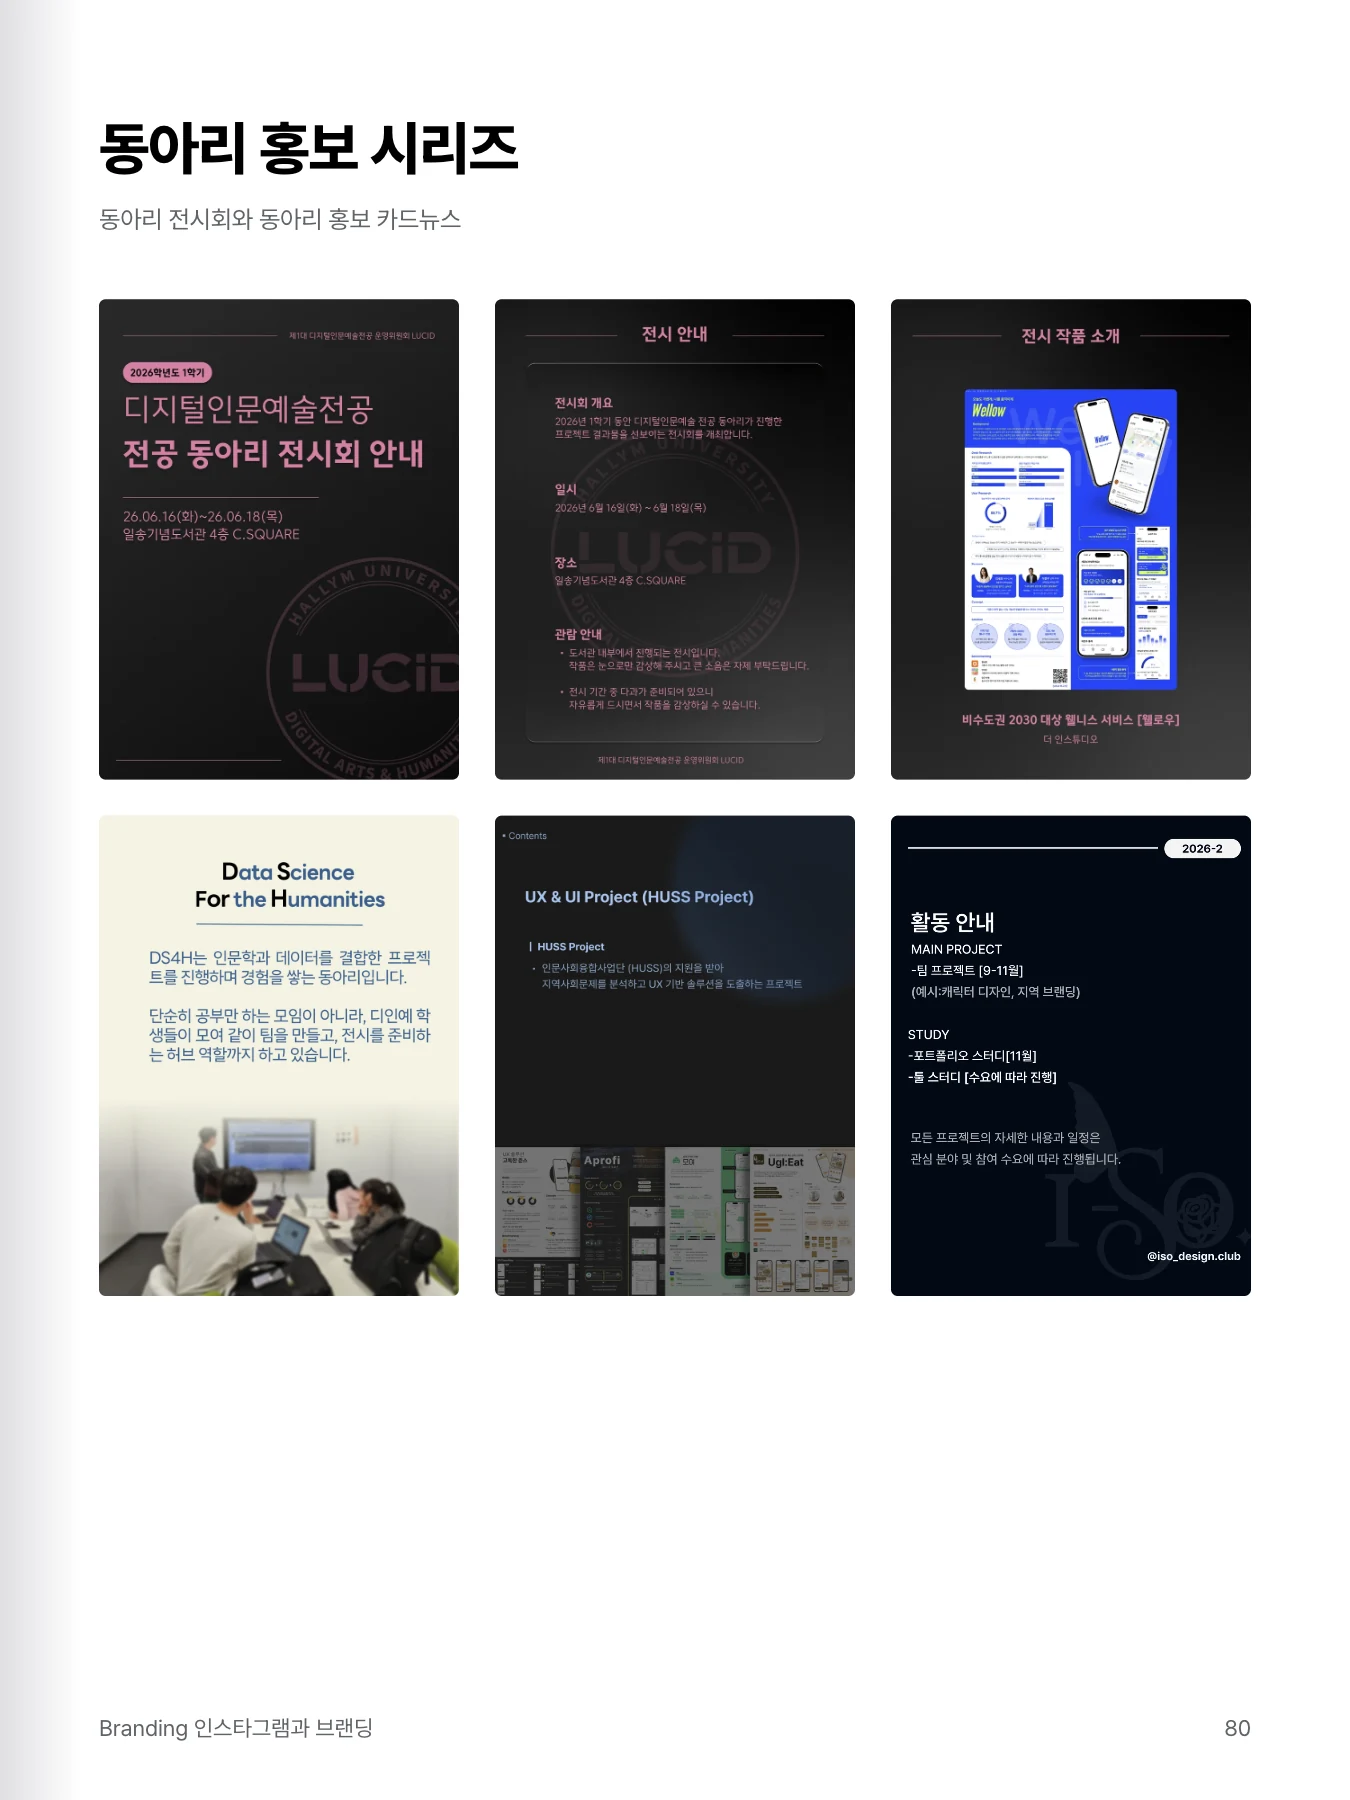 동아리 홍보 시리즈
동아리 전시회와 동아리 홍보 카드뉴스
제1대 디지털인문예술전공 운영위원회 LUCID
2026학년도 1학기
디지털인문예술전공
전공 동아리 전시회 안내
26.06.16(화)~26.06.18(목)
일송기념도서관 4층 C.SQUARE
HALLYM UNIVERS
LUCiD
DIGITAL ARTS & HUMANI
전시 안내
전시회 개요
2026년 1학기 동안 디지털인문예술 전공 동아리가 진행한
프로젝트 결과물을 선보이는 전시회를 개최합니다.
일시
2026년 6월 16일(화) ~ 6월 18일(목)
장소
일송기념도서관 4층 C.SQUARE
관람 안내
• 도서관 내부에서 진행되는 전시입니다.
작품은 눈으로만 감상해 주시고 큰 소음은 자제 부탁드립니다.
• 전시 기간 중 다과가 준비되어 있으니
자유롭게 드시면서 작품을 감상하실 수 있습니다.
HALLYM UNIVERSITY
LUCiD
제1대 디지털인문예술전공 운영위원회 LUCID
전시 작품 소개
Wellow
Wellow
비수도권 2030 대상 웰니스 서비스 [웰로우]
더 인스튜디오
Data Science
For the Humanities
DS4H는 인문학과 데이터를 결합한 프로젝
트를 진행하며 경험을 쌓는 동아리입니다.
단순히 공부만 하는 모임이 아니라, 디인예 학
생들이 모여 같이 팀을 만들고, 전시를 준비하
는 허브 역할까지 하고 있습니다.
• Contents
UX & UI Project (HUSS Project)
| HUSS Project
• 인문사회융합사업단 (HUSS)의 지원을 받아
지역사회문제를 분석하고 UX 기반 솔루션을 도출하는 프로젝트
Aprofi
모이
Ugl:Eat
2026-2
활동 안내
MAIN PROJECT
-팀 프로젝트 [9-11월]
(예시:캐릭터 디자인, 지역 브랜딩)
STUDY
-포트폴리오 스터디[11월]
-툴 스터디 [수요에 따라 진행]
모든 프로젝트의 자세한 내용과 일정은
관심 분야 및 참여 수요에 따라 진행됩니다.
I-So
@iso_design.club
Branding 인스타그램과 브랜딩
80